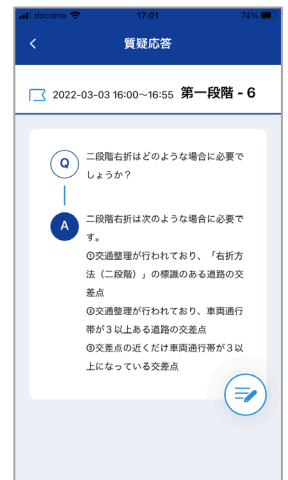 docomo 17:01 74%
質疑応答
2022-03-03 16:00~16:55 第一段階 - 6
Q 二段階右折はどのような場合に必要で
しょうか？
A 二段階右折は次のような場合に必要で
す。
①交通整理が行われており、「右折方
法（二段階）」の標識のある道路の交
差点
②交通整理が行われており、車両通行
帯が３以上ある道路の交差点
③交差点の近くだけ車両通行帯が３以
上になっている交差点